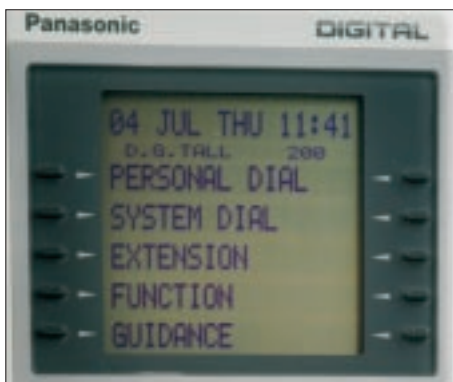 Panasonic DIGITAL
04 JUL THU 11:41
D.G.TALL 200
PERSONAL DIAL
SYSTEM DIAL
EXTENSION
FUNCTION
GUIDANCE